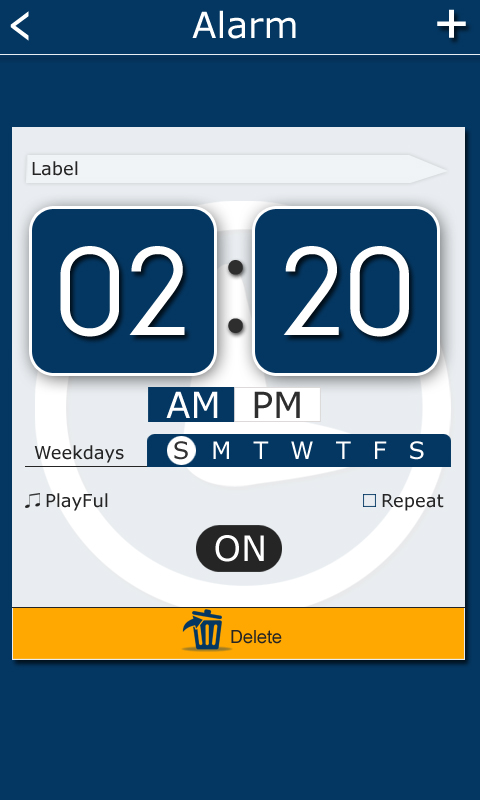 Alarm
Label
02:20
AM PM
Weekdays S M T W T F S
PlayFul Repeat
ON
Delete